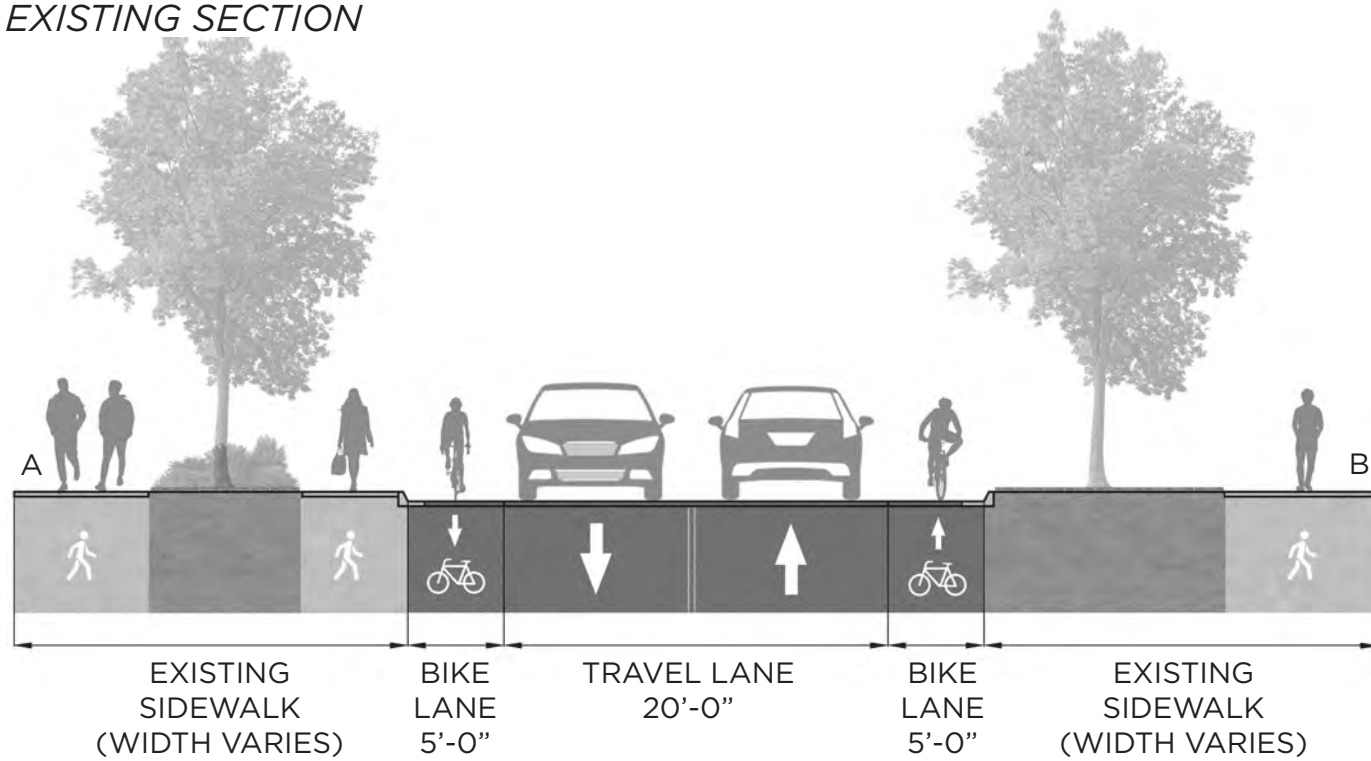 EXISTING SECTION
A
B
EXISTING
SIDEWALK
(WIDTH VARIES)
BIKE
LANE
5’-0”
TRAVEL LANE
20’-0”
BIKE
LANE
5’-0”
EXISTING
SIDEWALK
(WIDTH VARIES)